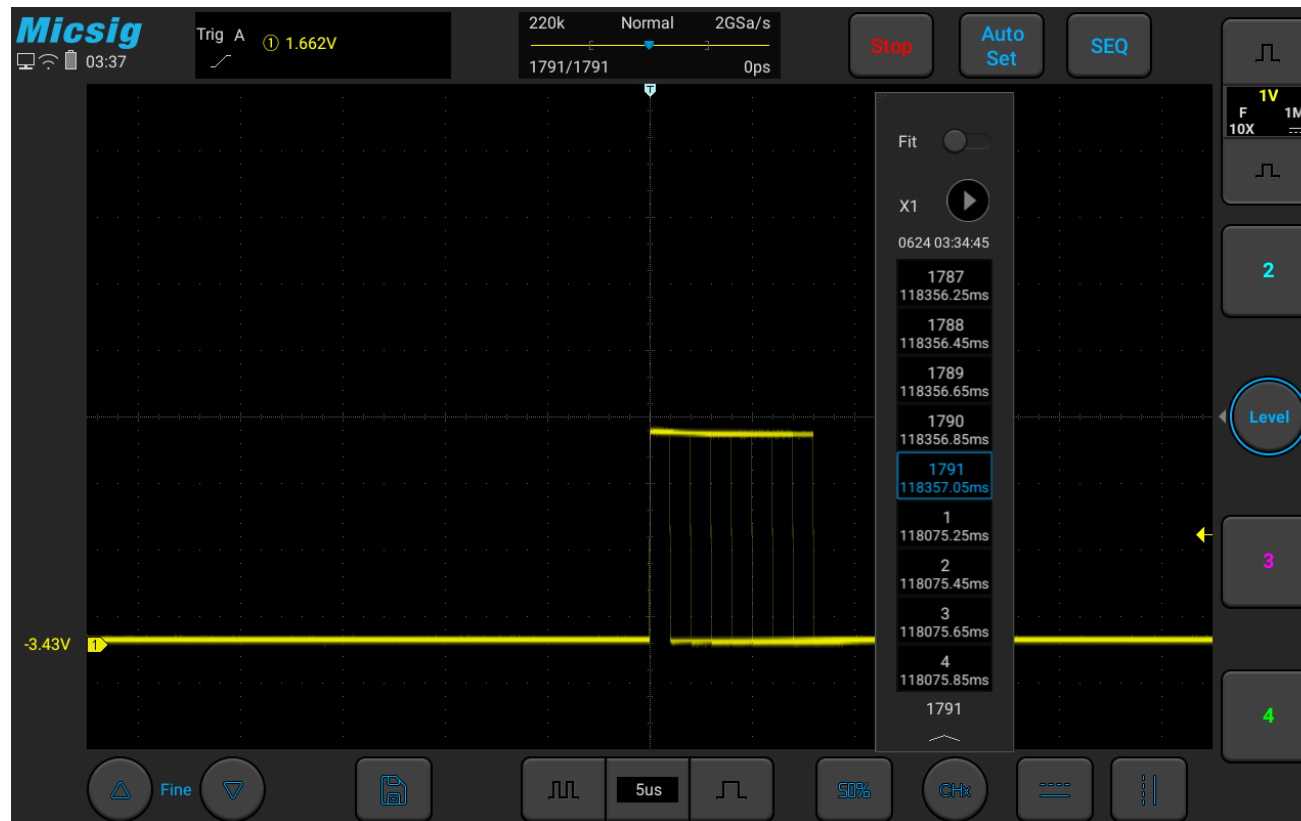 Micsig
03:37
Trig A
① 1.662V
220k Normal 2GSa/s
1791/1791 0ps
Stop
Auto
Set
SEQ
T
1V
F 1M
10X
Fit
X1
0624 03:34:45
1787
118356.25ms
1788
118356.45ms
1789
118356.65ms
1790
118356.85ms
1791
118357.05ms
1
118075.25ms
2
118075.45ms
3
118075.65ms
4
118075.85ms
1791
2
Level
3
4
-3.43V
1
Fine
5us
50%
CHx